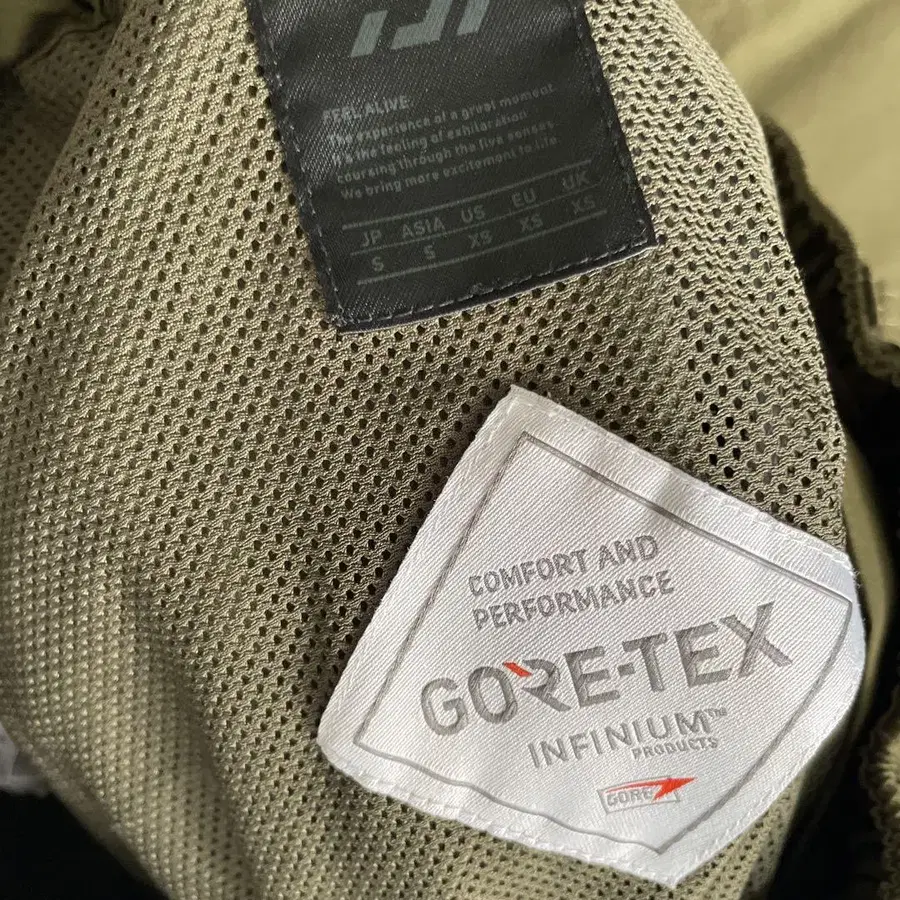 FEEL ALIVE.
The experience of a great moment.
It's the feeling of exhilaration
coursing through the five senses.
We bring more excitement to life
JP ASIA US EU UK
S S XS XS XS
COMFORT AND
PERFORMANCE
GORE-TEX
INFINIUM™
PRODUCTS
GORE